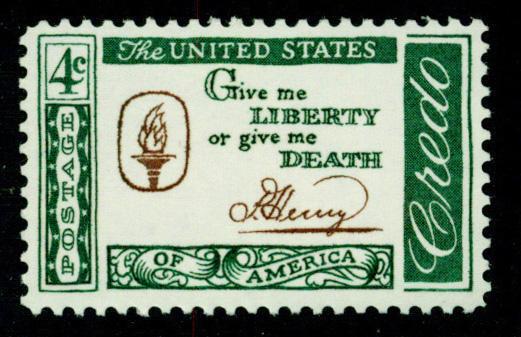 4c
POSTAGE
The UNITED STATES
Give me
LIBERTY
or give me
DEATH
P. Henry
OF AMERICA
Credo